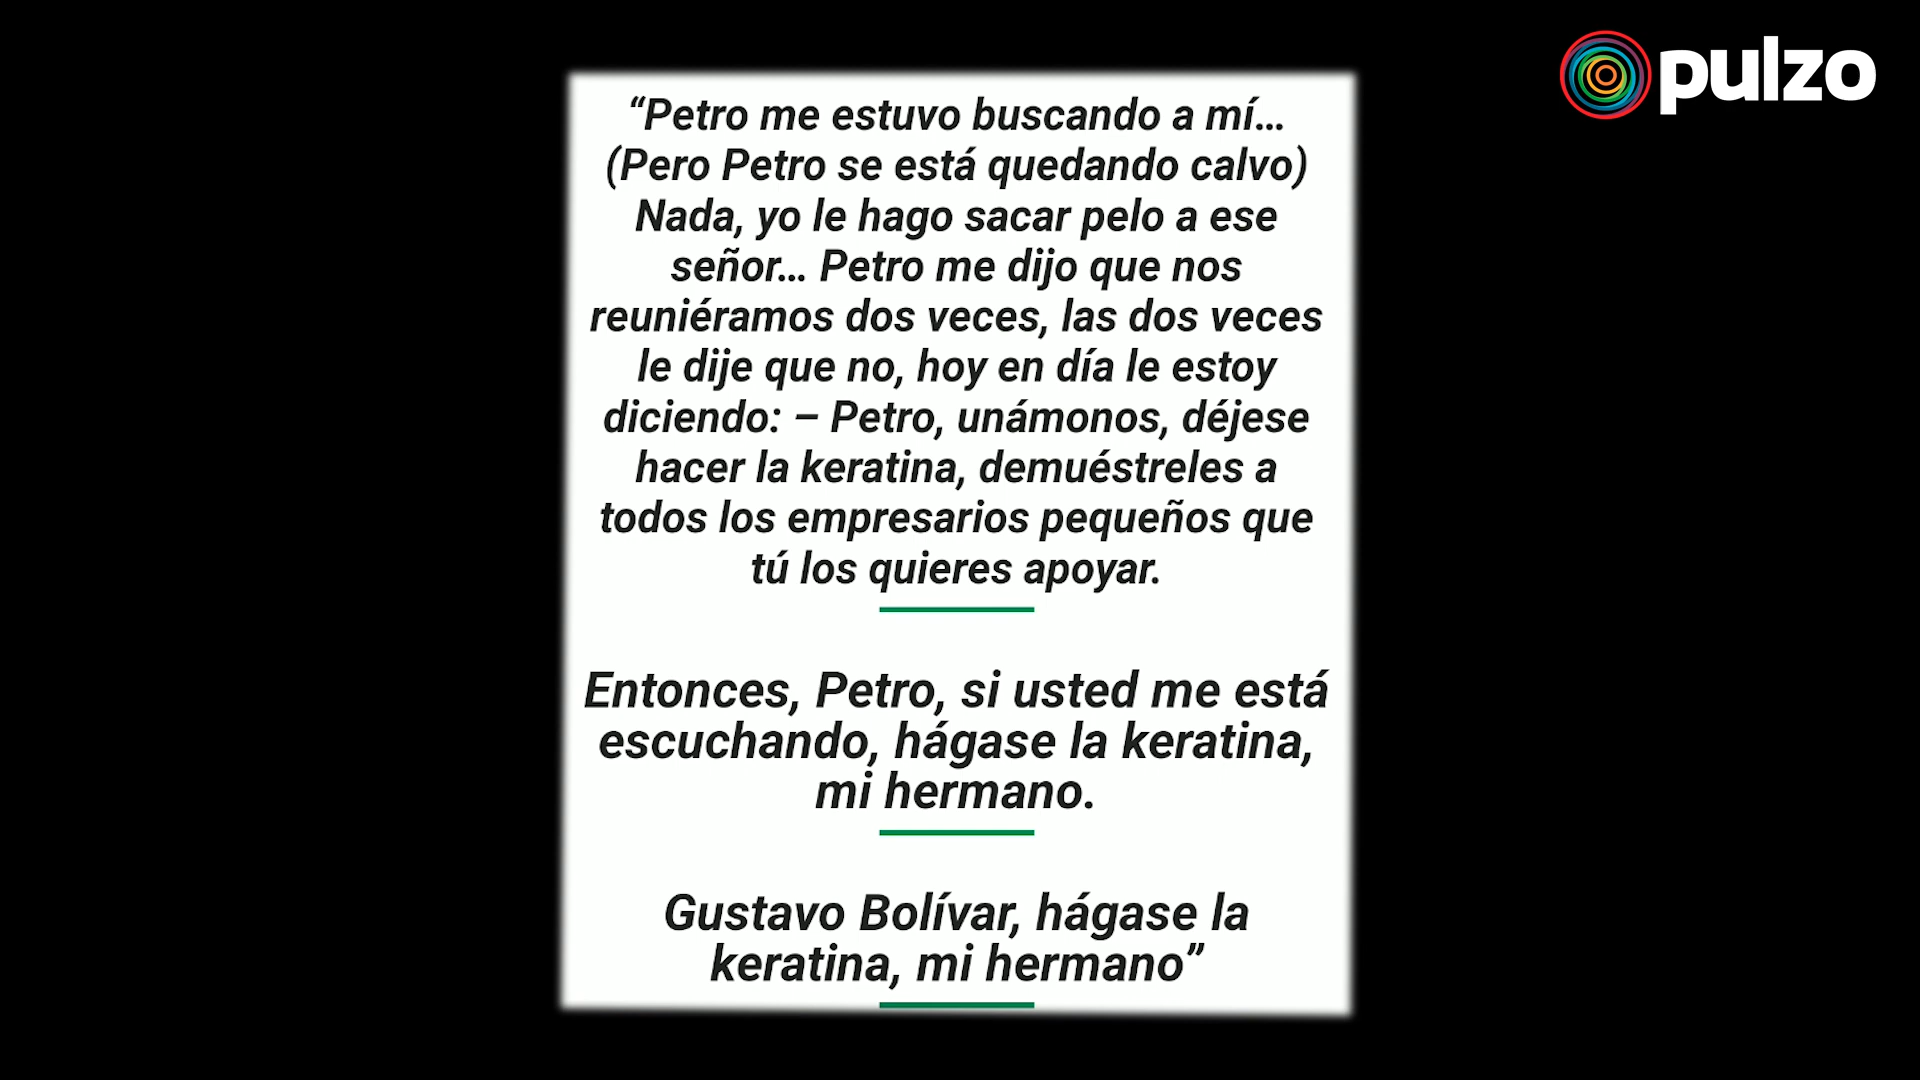 pulzo
“Petro me estuvo buscando a mí...
(Pero Petro se está quedando calvo)
Nada, yo le hago sacar pelo a ese
señor... Petro me dijo que nos
reuniéramos dos veces, las dos veces
le dije que no, hoy en día le estoy
diciendo: – Petro, unámonos, déjese
hacer la keratina, demuéstreles a
todos los empresarios pequeños que
tú los quieres apoyar.
Entonces, Petro, si usted me está
escuchando, hágase la keratina,
mi hermano.
Gustavo Bolívar, hágase la
keratina, mi hermano”